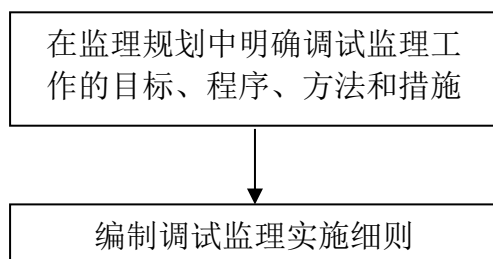 在监理规划中明确调试监理工
作的目标、程序、方法和措施
编制调试监理实施细则